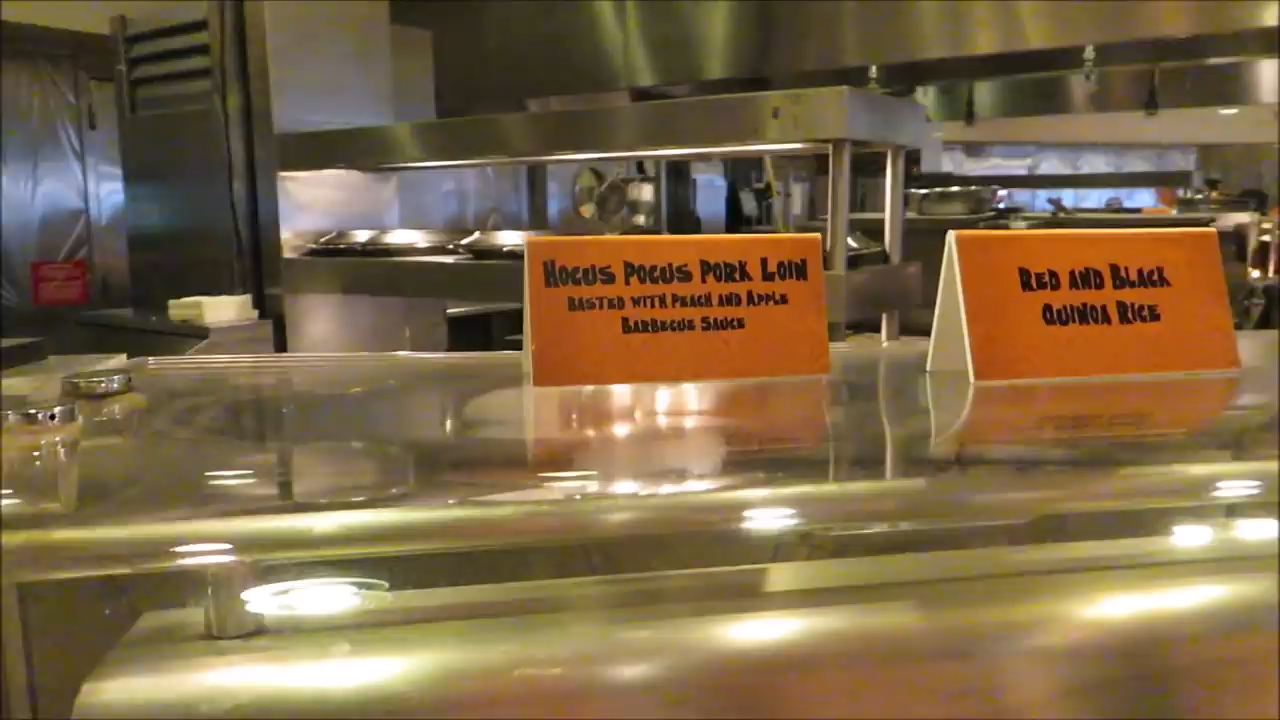 Hocus Pocus Pork Loin
Basted with Peach and Apple
Barbecue Sauce
Red and Black
Quinoa Rice